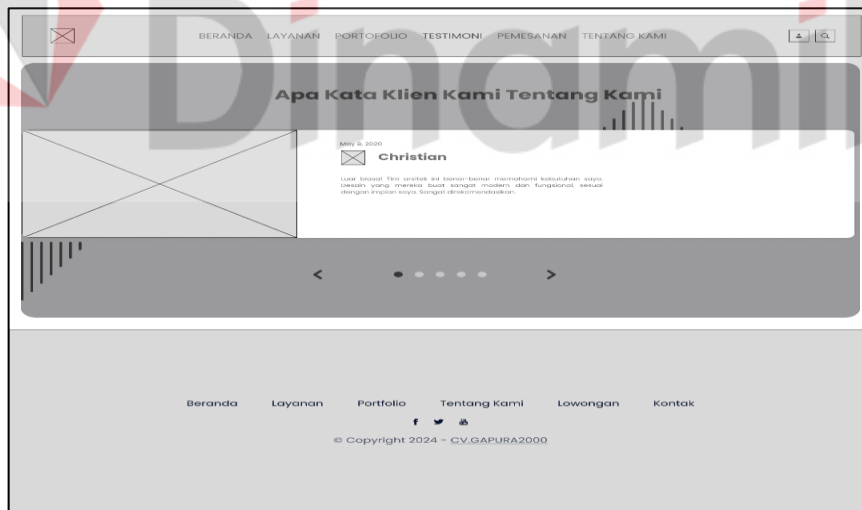 BERANDA LAYANAN PORTOFOLIO TESTIMONI PEMESANAN TENTANG KAMI
Apa Kata Klien Kami Tentang Kami
May 8, 2020
Christian
Luar biasa! Tim arsitek ini benar-benar memahami kebutuhan saya.
Desain yang mereka buat sangat modern dan fungsional, sesuai
dengan impian saya. Sangat direkomendasikan.
Beranda Layanan Portfolio Tentang Kami Lowongan Kontak
© Copyright 2024 - CV.GAPURA2000